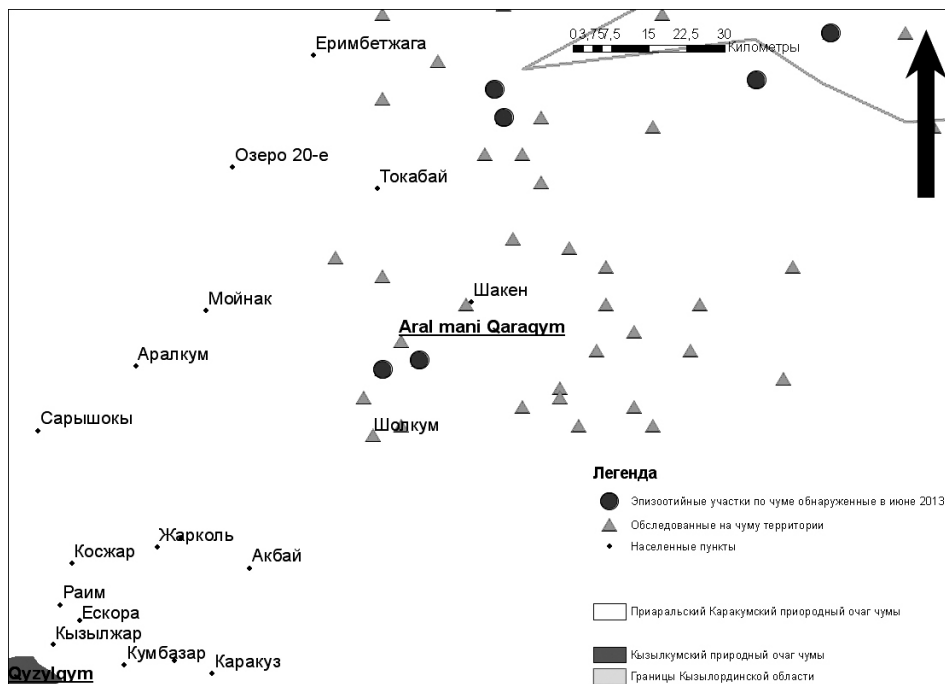 Еримбетжага
0 3,75 7,5 15 22,5 30
Километры
Озеро 20-е
Токабай
Шакен
Мойнак
Aral mani Qaraqym
Аралкум
Сарышокы
Шолкум
Легенда
Эпизоотийные участки по чуме обнаруженные в июне 2013
Обследованные на чуму территории
Населенные пункты
Жарколь
Косжар
Акбай
Раим
Ескора
Приаральский Каракумский приородный очаг чумы
Кызылжар
Кумбазар
Каракуз
Кызылкумский природный очаг чумы
Qyzylqym
Границы Кызылординской области